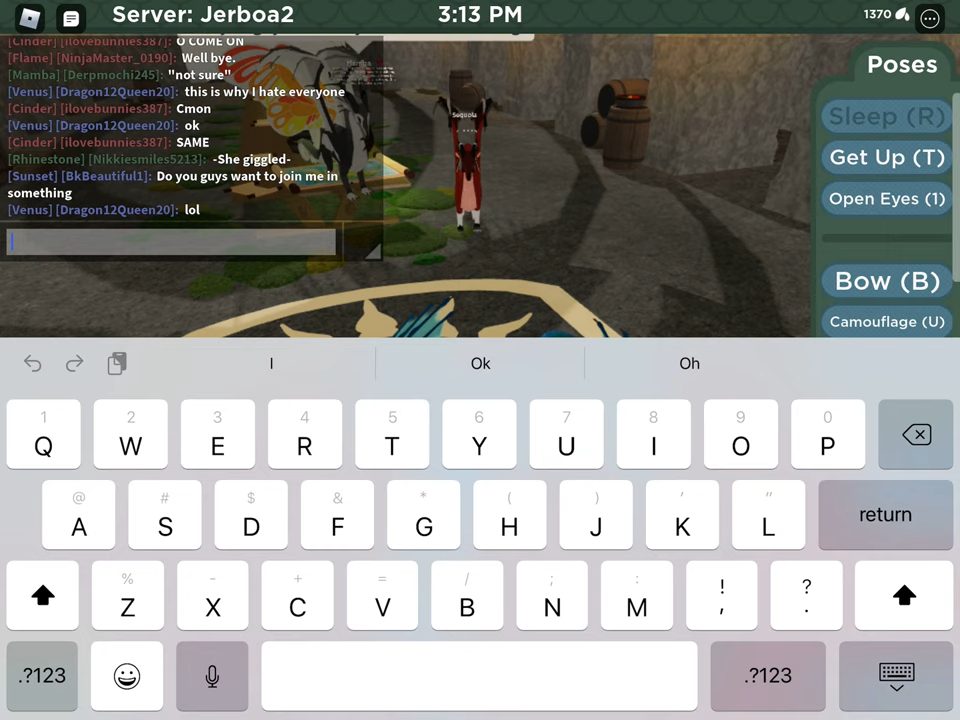 Server: Jerboa2
3:13 PM
1370
[Cinder] [ilovebunnies387]: O COME ON
[Flame] [NinjaMaster_0190]: Well bye.
[Mamba] [Derpmochi245]: "not sure"
[Venus] [Dragon12Queen20]: this is why I hate everyone
[Cinder] [ilovebunnies387]: Cmon
[Venus] [Dragon12Queen20]: ok
[Cinder] [ilovebunnies387]: SAME
[Rhinestone] [Nikkiesmiles5213]: -She giggled-
[Sunset] [BkBeautiful1]: Do you guys want to join me in
something
[Venus] [Dragon12Queen20]: lol
Mamba
Sequoia
Poses
Sleep (R)
Get Up (T)
Open Eyes (1)
Bow (B)
Camouflage (U)
I Ok Oh
1 2 3 4 5 6 7 8 9 0
Q W E R T Y U I O P
@ # $ & * ( ) ' "
A S D F G H J K L return
% - + = / ; : ! ?
Z X C V B N M , .
.?123 .?123